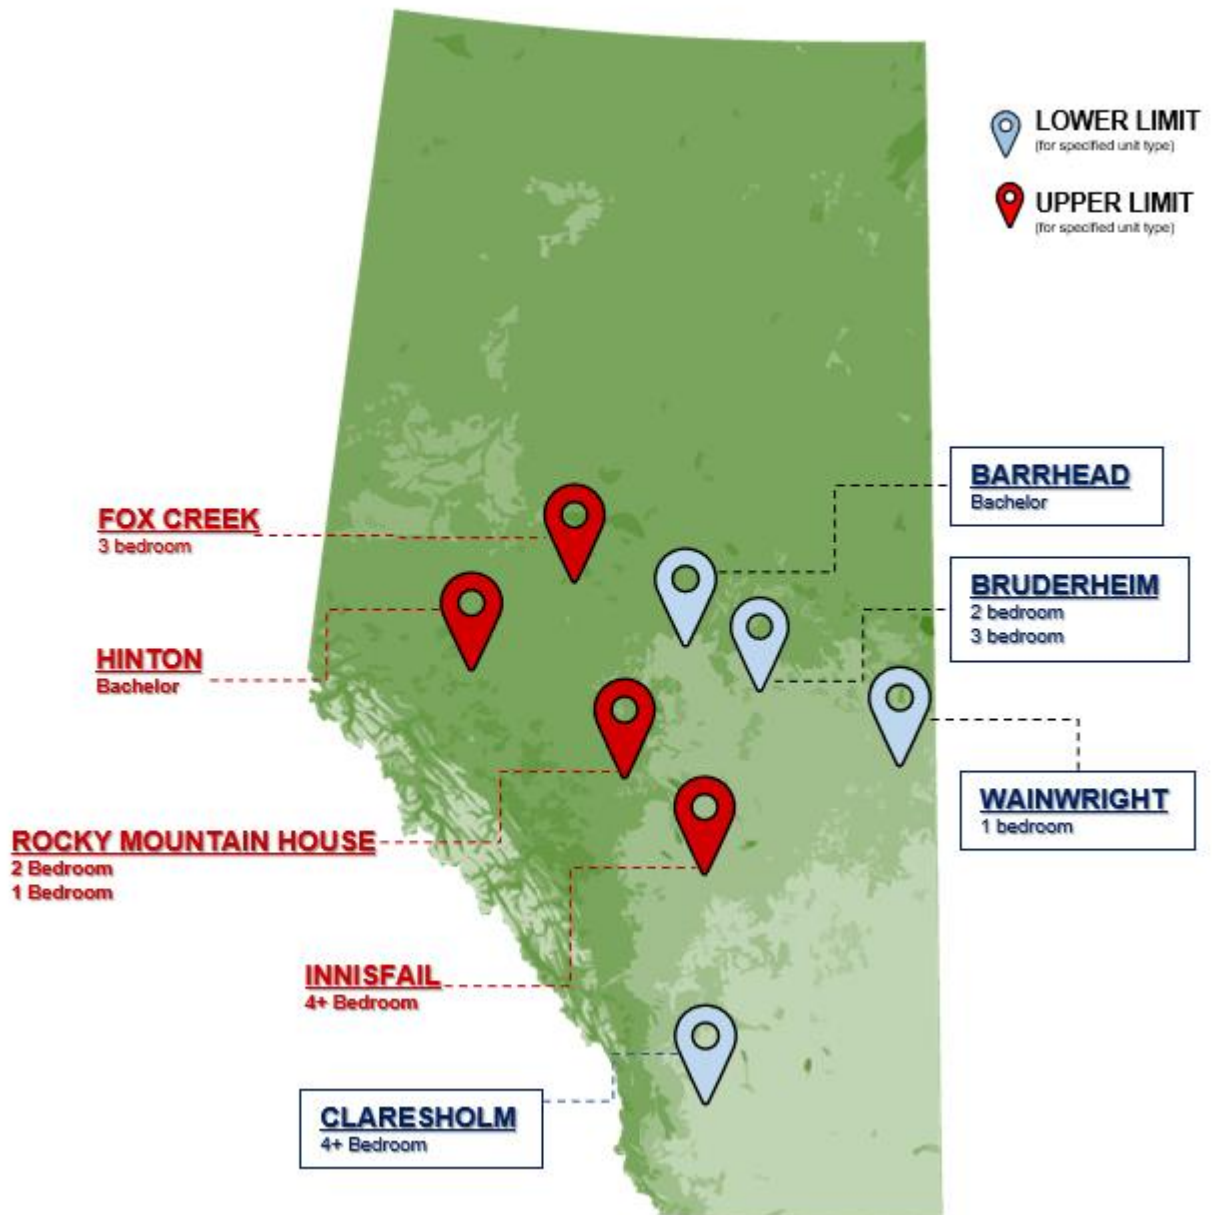 LOWER LIMIT
(for specified unit type)
UPPER LIMIT
(for specified unit type)
BARRHEAD
Bachelor
FOX CREEK
3 bedroom
BRUDERHEIM
2 bedroom
3 bedroom
HINTON
Bachelor
WAINWRIGHT
1 bedroom
ROCKY MOUNTAIN HOUSE
2 Bedroom
1 Bedroom
INNISFAIL
4+ Bedroom
CLARESHOLM
4+ Bedroom